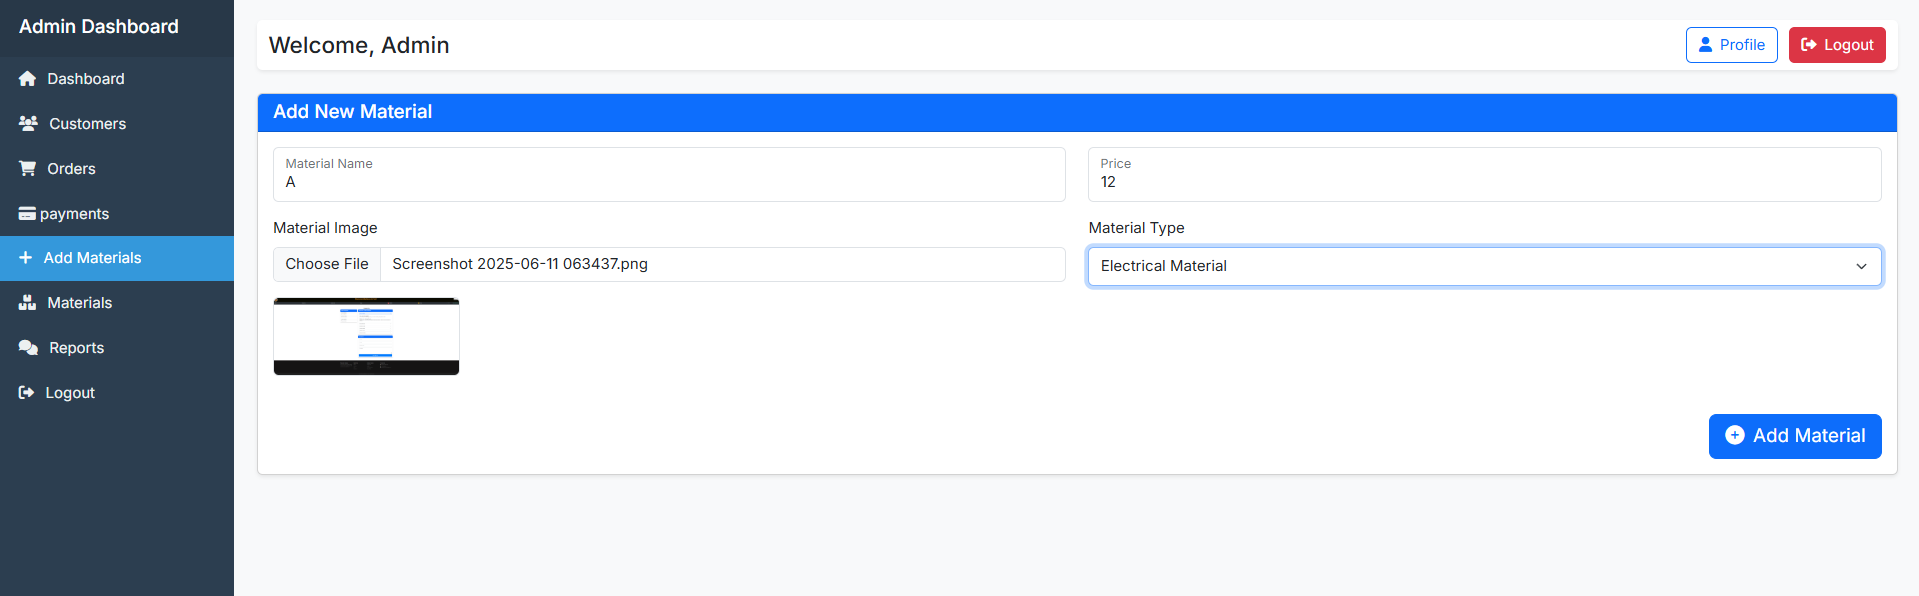 Admin Dashboard
Dashboard
Customers
Orders
payments
Add Materials
Materials
Reports
Logout
Welcome, Admin
Profile
Logout
Add New Material
Material Name
A
Price
12
Material Image
Choose File Screenshot 2025-06-11 063437.png
Material Type
Electrical Material
Add Material